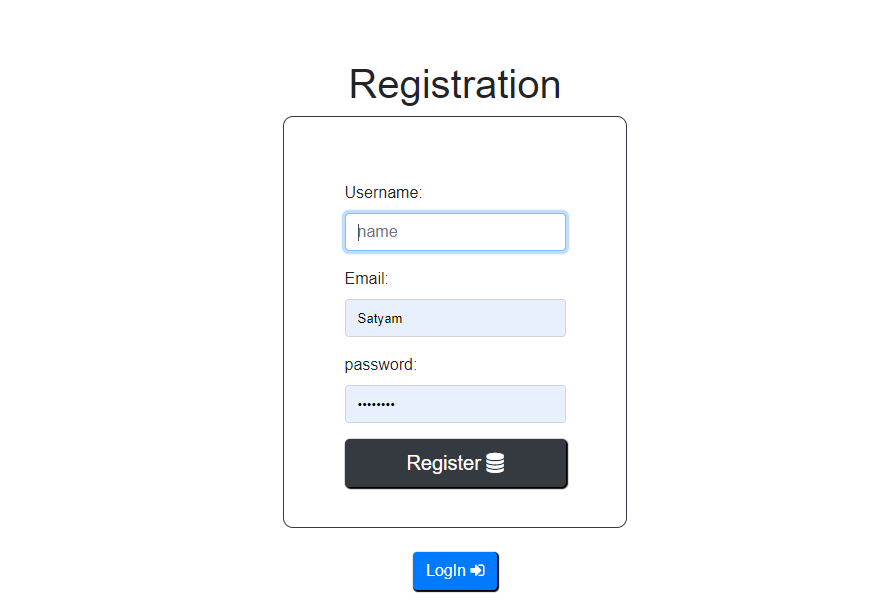 Registration
Username:
name
Email:
Satyam
password:
••••••••
Register
LogIn